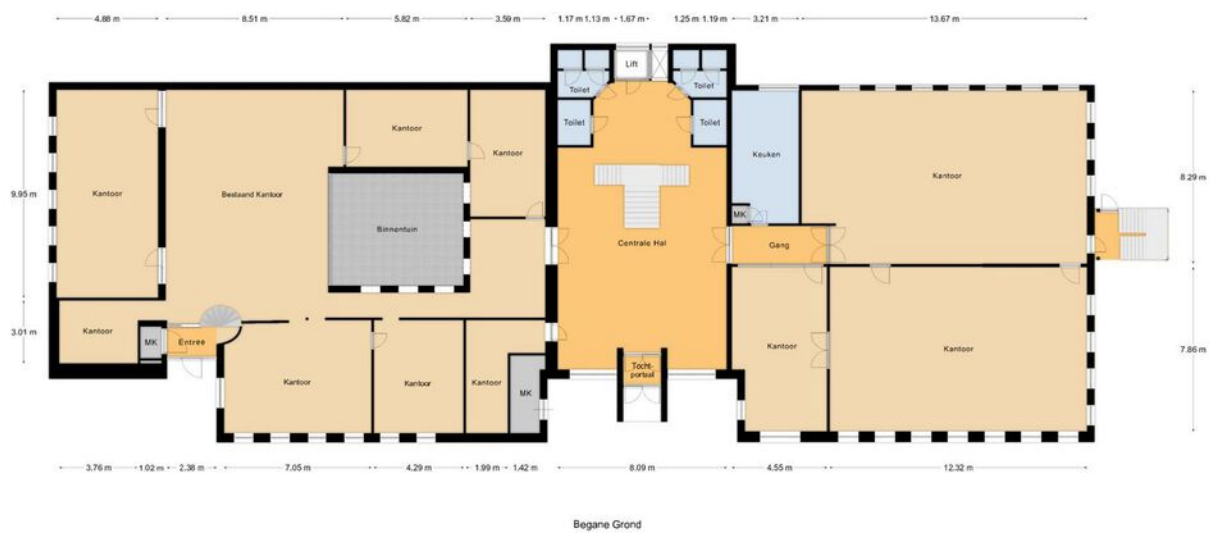 4.88 m
8.51 m
5.82 m
3.59 m
1.17 m
1.13 m
1.67 m
1.25 m
1.19 m
3.21 m
13.67 m
Lift
Toilet
Toilet
Toilet
Toilet
Kantoor
Kantoor
Keuken
Kantoor
Kantoor
Bestaand Kantoor
9.95 m
8.29 m
MK
Binnentuin
Centrale Hal
Gang
Kantoor
MK
Entree
3.01 m
Kantoor
Kantoor
7.86 m
Tocht-
portaal
Kantoor
Kantoor
Kantoor
MK
3.76 m
1.02 m
2.38 m
7.05 m
4.29 m
1.99 m
1.42 m
8.09 m
4.55 m
12.32 m
Begane Grond